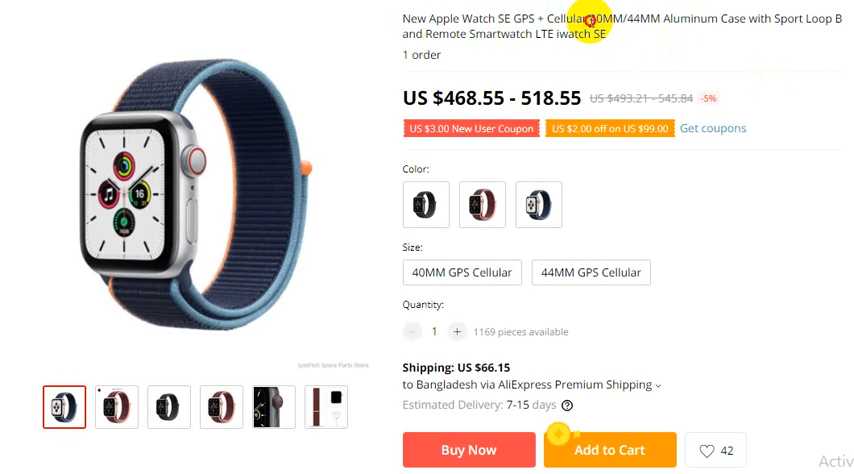 New Apple Watch SE GPS + Cellular 40MM/44MM Aluminum Case with Sport Loop B
and Remote Smartwatch LTE iwatch SE
1 order
US $468.55 - 518.55 US $493.21 - 545.84 -5%
US $3.00 New User Coupon US $2.00 off on US $99.00 Get coupons
Color:
Size:
40MM GPS Cellular 44MM GPS Cellular
Quantity:
1 1169 pieces available
Spare Parts Store
Shipping: US $66.15
to Bangladesh via AliExpress Premium Shipping
Estimated Delivery: 7-15 days
Buy Now Add to Cart 42
Activ